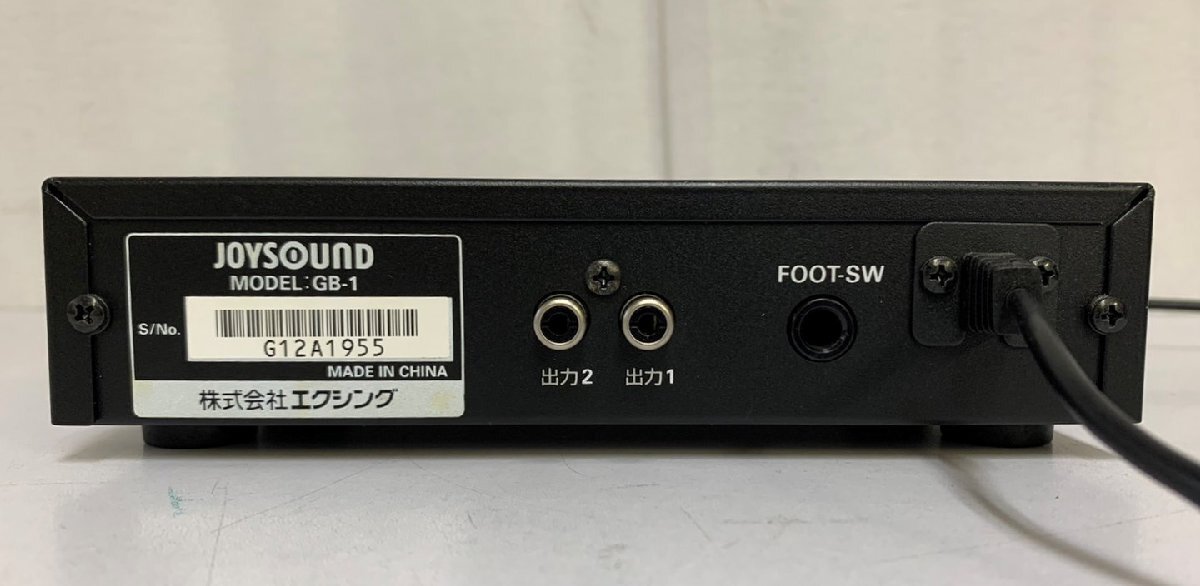 JOYSOUND
MODEL:GB-1
S/No.
G12A1955
MADE IN CHINA
株式会社エクシング
出力2 出力1
FOOT-SW